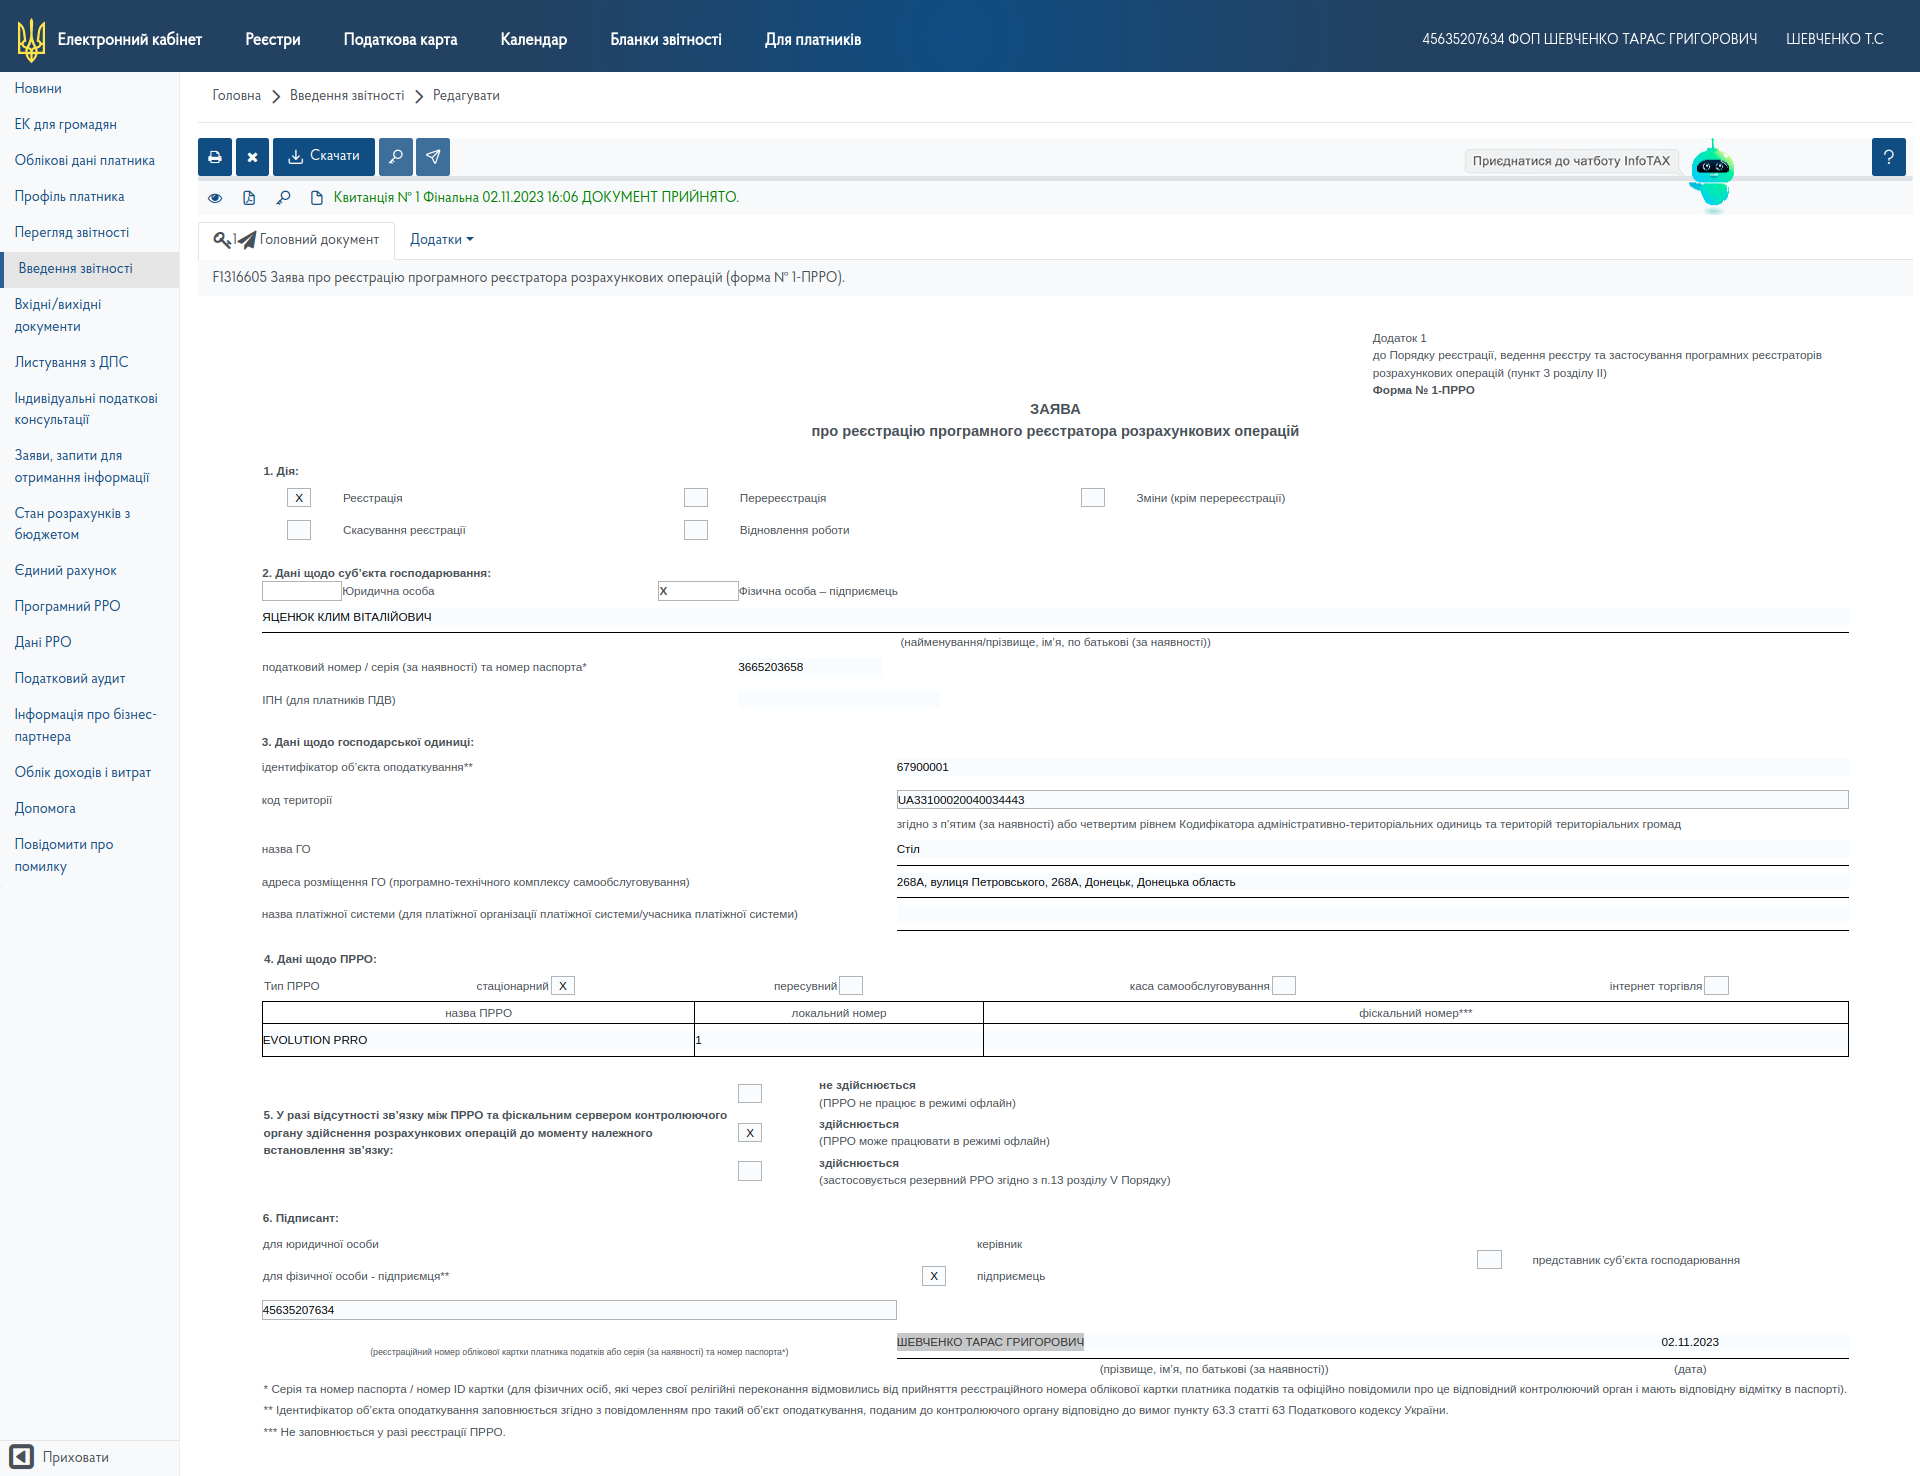 Електронний кабінет Реєстри Податкова карта Календар Бланки звітності Для платників 45635207634 ФОП ШЕВЧЕНКО ТАРАС ГРИГОРОВИЧ ШЕВЧЕНКО Т.С
Новини
ЕК для громадян
Облікові дані платника
Профіль платника
Перегляд звітності
Введення звітності
Вхідні/вихідні
документи
Листування з ДПС
Індивідуальні податкові
консультації
Заяви, запити для
отримання інформації
Стан розрахунків з
бюджетом
Єдиний рахунок
Програмний РРО
Дані РРО
Податковий аудит
Інформація про бізнес-
партнера
Облік доходів і витрат
Допомога
Повідомити про
помилку
Приховати
Головна Введення звітності Редагувати
Скачати Приєднатися до чатботу InfoTAX ?
Квитанція № 1 Фінальна 02.11.2023 16:06 ДОКУМЕНТ ПРИЙНЯТО.
1 Головний документ Додатки
F1316605 Заява про реєстрацію програмного реєстратора розрахункових операцій (форма № 1-ПРРО).
Додаток 1
до Порядку реєстрації, ведення реєстру та застосування програмних реєстраторів
розрахункових операцій (пункт 3 розділу II)
Форма № 1-ПРРО
ЗАЯВА
про реєстрацію програмного реєстратора розрахункових операцій
1. Дія:
X Реєстрація Перереєстрація Зміни (крім перереєстрації)
Скасування реєстрації Відновлення роботи
2. Дані щодо суб'єкта господарювання:
Юридична особа X Фізична особа – підприємець
ЯЦЕНЮК КЛИМ ВІТАЛІЙОВИЧ
(найменування/прізвище, ім'я, по батькові (за наявності))
податковий номер / серія (за наявності) та номер паспорта* 3665203658
ІПН (для платників ПДВ)
3. Дані щодо господарської одиниці:
ідентифікатор об'єкта оподаткування** 67900001
код території UA33100020040034443
згідно з п'ятим (за наявності) або четвертим рівнем Кодифікатора адміністративно-територіальних одиниць та територій територіальних громад
назва ГО Стіл
адреса розміщення ГО (програмно-технічного комплексу самообслуговування) 268А, вулиця Петровського, 268А, Донецьк, Донецька область
назва платіжної системи (для платіжної організації платіжної системи/учасника платіжної системи)
4. Дані щодо ПРРО:
Тип ПРРО стаціонарний X пересувний каса самообслуговування інтернет торгівля
назва ПРРО локальний номер фіскальний номер***
EVOLUTION PRRO 1
не здійснюється
(ПРРО не працює в режимі офлайн)
5. У разі відсутності зв'язку між ПРРО та фіскальним сервером контролюючого
органу здійснення розрахункових операцій до моменту належного
встановлення зв'язку:
X здійснюється
(ПРРО може працювати в режимі офлайн)
здійснюється
(застосовується резервний РРО згідно з п.13 розділу V Порядку)
6. Підписант:
для юридичної особи керівник
представник суб'єкта господарювання
для фізичної особи - підприємця** X підприємець
45635207634
ШЕВЧЕНКО ТАРАС ГРИГОРОВИЧ 02.11.2023
(реєстраційний номер облікової картки платника податків або серія (за наявності) та номер паспорта*)
(прізвище, ім'я, по батькові (за наявності)) (дата)
* Серія та номер паспорта / номер ID картки (для фізичних осіб, які через свої релігійні переконання відмовились від прийняття реєстраційного номера облікової картки платника податків та офіційно повідомили про це відповідний контролюючий орган і мають відповідну відмітку в паспорті).
** Ідентифікатор об'єкта оподаткування заповнюється згідно з повідомленням про такий об'єкт оподаткування, поданим до контролюючого органу відповідно до вимог пункту 63.3 статті 63 Податкового кодексу України.
*** Не заповнюється у разі реєстрації ПРРО.